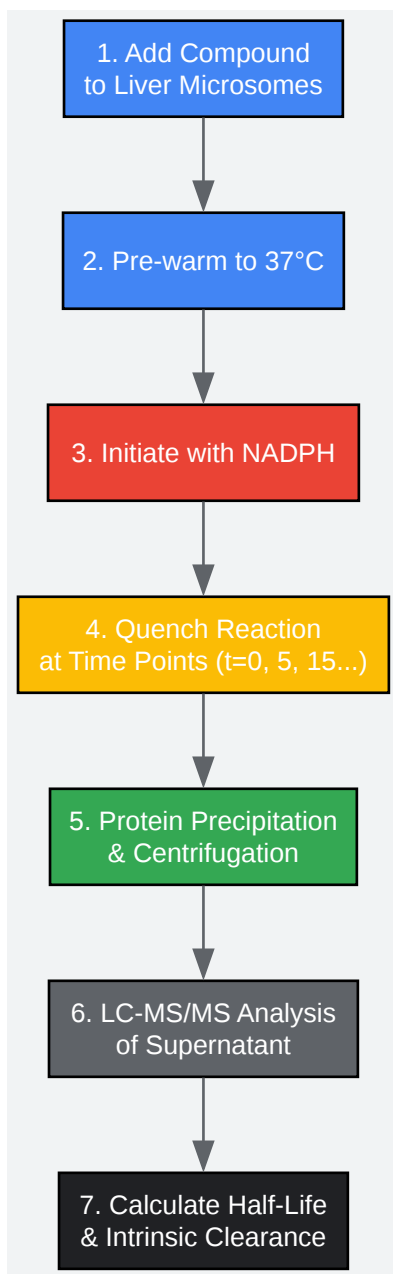 1. Add Compound
to Liver Microsomes
2. Pre-warm to 37°C
3. Initiate with NADPH
4. Quench Reaction
at Time Points (t=0, 5, 15...)
5. Protein Precipitation
& Centrifugation
6. LC-MS/MS Analysis
of Supernatant
7. Calculate Half-Life
& Intrinsic Clearance